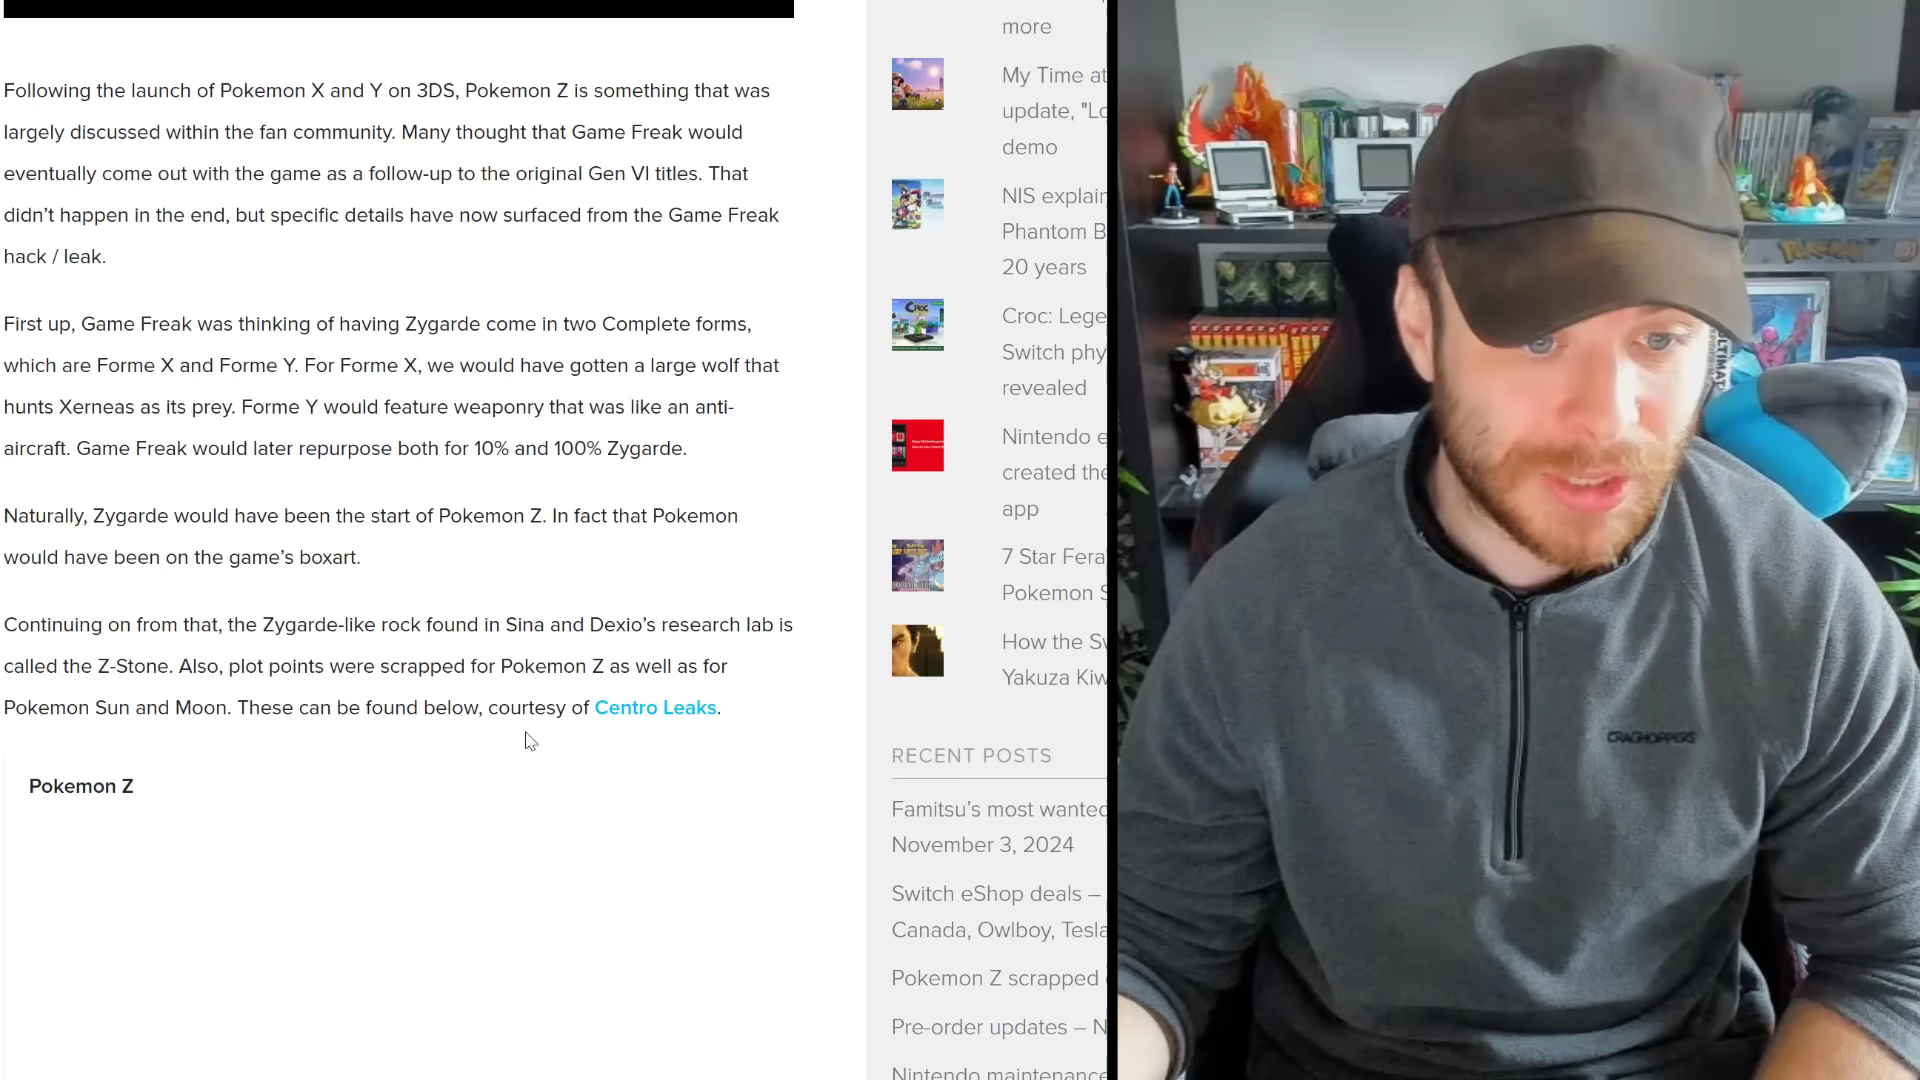 Following the launch of Pokemon X and Y on 3DS, Pokemon Z is something that was
largely discussed within the fan community. Many thought that Game Freak would
eventually come out with the game as a follow-up to the original Gen VI titles. That
didn’t happen in the end, but specific details have now surfaced from the Game Freak
hack / leak.
First up, Game Freak was thinking of having Zygarde come in two Complete forms,
which are Forme X and Forme Y. For Forme X, we would have gotten a large wolf that
hunts Xerneas as its prey. Forme Y would feature weaponry that was like an anti-
aircraft. Game Freak would later repurpose both for 10% and 100% Zygarde.
Naturally, Zygarde would have been the start of Pokemon Z. In fact that Pokemon
would have been on the game’s boxart.
Continuing on from that, the Zygarde-like rock found in Sina and Dexio’s research lab is
called the Z-Stone. Also, plot points were scrapped for Pokemon Z as well as for
Pokemon Sun and Moon. These can be found below, courtesy of Centro Leaks.
Pokemon Z
more
My Time at
update, "Lo
demo
NIS explain
Phantom B
20 years
Croc: Lege
Switch phy
revealed
Nintendo e
created the
app
7 Star Fera
Pokemon S
How the Sw
Yakuza Kiw
RECENT POSTS
Famitsu’s most wanted
November 3, 2024
Switch eShop deals –
Canada, Owlboy, Tesla
Pokemon Z scrapped
Pre-order updates – N
Nintendo maintenance
POKEMON
151
ULTIMAT
CRAGHOPPERS